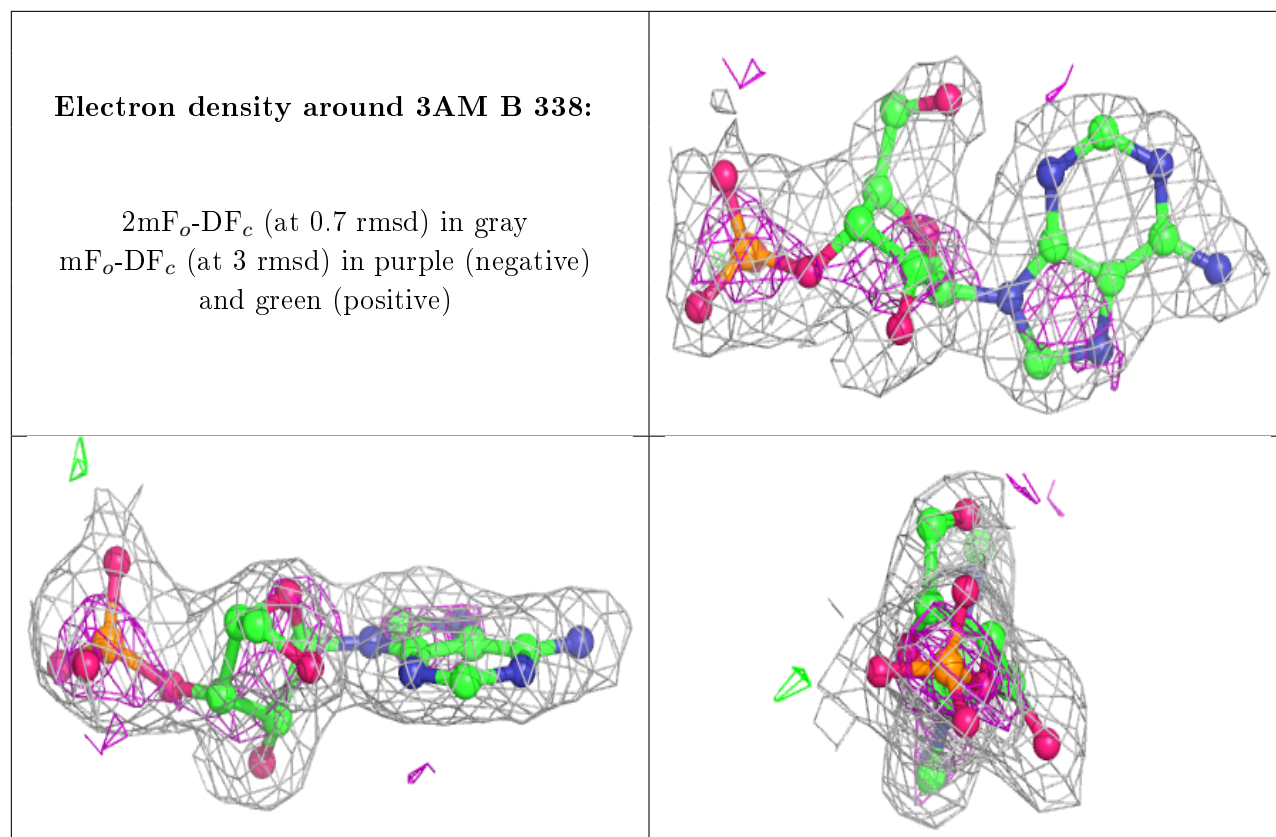 Electron density around 3AM B 338:
2mFo-DFc (at 0.7 rmsd) in gray
mFo-DFc (at 3 rmsd) in purple (negative)
and green (positive)